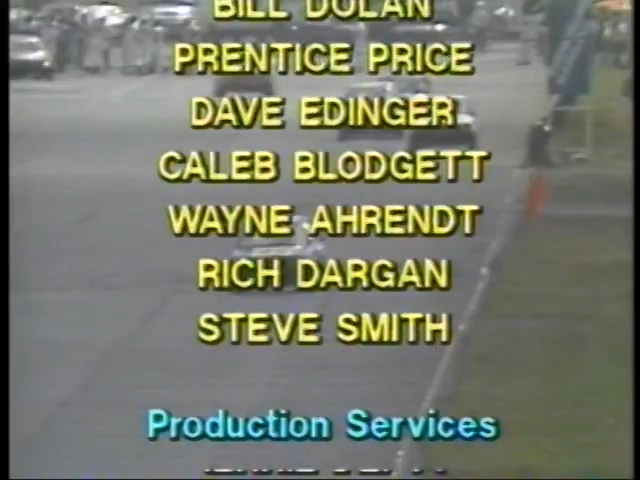 BILL DOLAN
PRENTICE PRICE
DAVE EDINGER
CALEB BLODGETT
WAYNE AHRENDT
RICH DARGAN
STEVE SMITH
Production Services